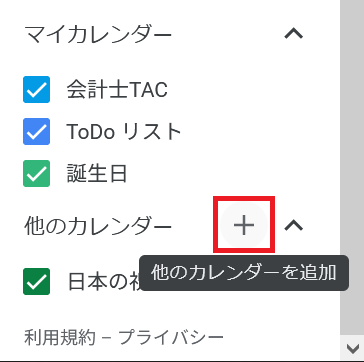 マイカレンダー
会計士TAC
ToDo リスト
誕生日
他のカレンダー
他のカレンダーを追加
日本の
利用規約 – プライバシー